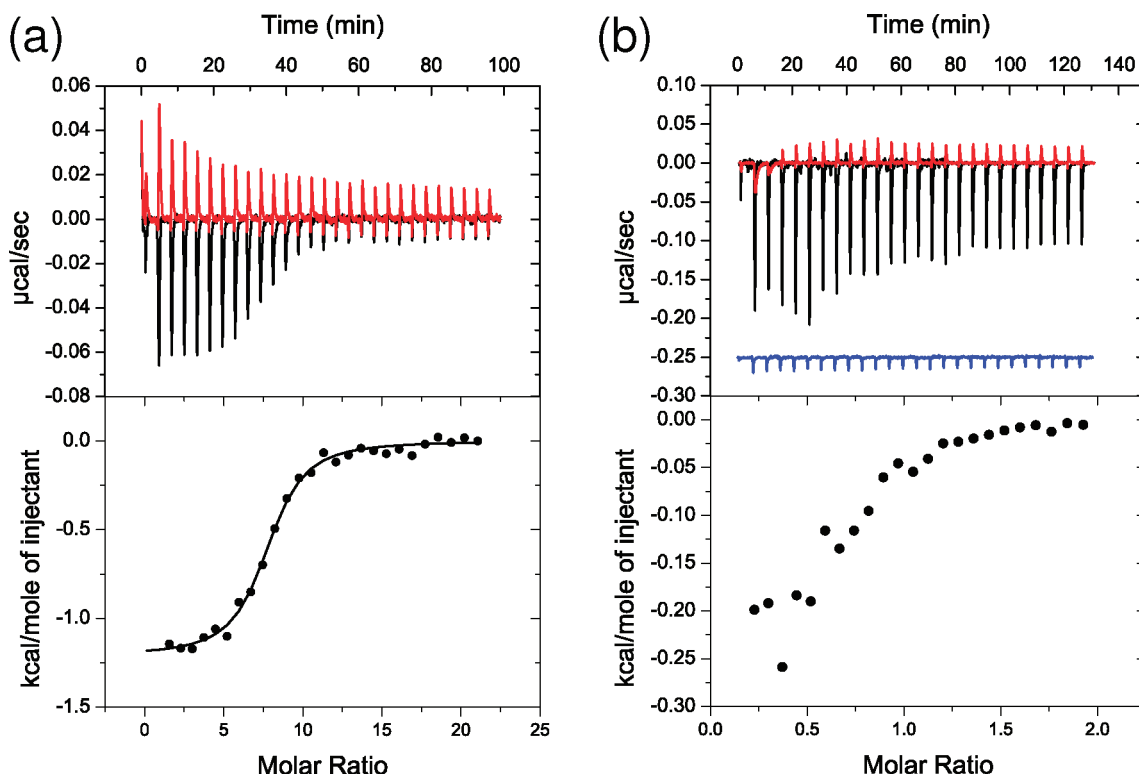 (a)
Time (min)
0 20 40 60 80 100
0.06
0.04
0.02
0.00
-0.02
-0.04
-0.06
-0.08
µcal/sec
0.0
-0.5
-1.0
-1.5
kcal/mole of injectant
0 5 10 15 20 25
Molar Ratio
(b)
Time (min)
0 20 40 60 80 100 120 140
0.10
0.05
0.00
-0.05
-0.10
-0.15
-0.20
-0.25
-0.30
µcal/sec
0.00
-0.05
-0.10
-0.15
-0.20
-0.25
-0.30
kcal/mole of injectant
0.0 0.5 1.0 1.5 2.0
Molar Ratio